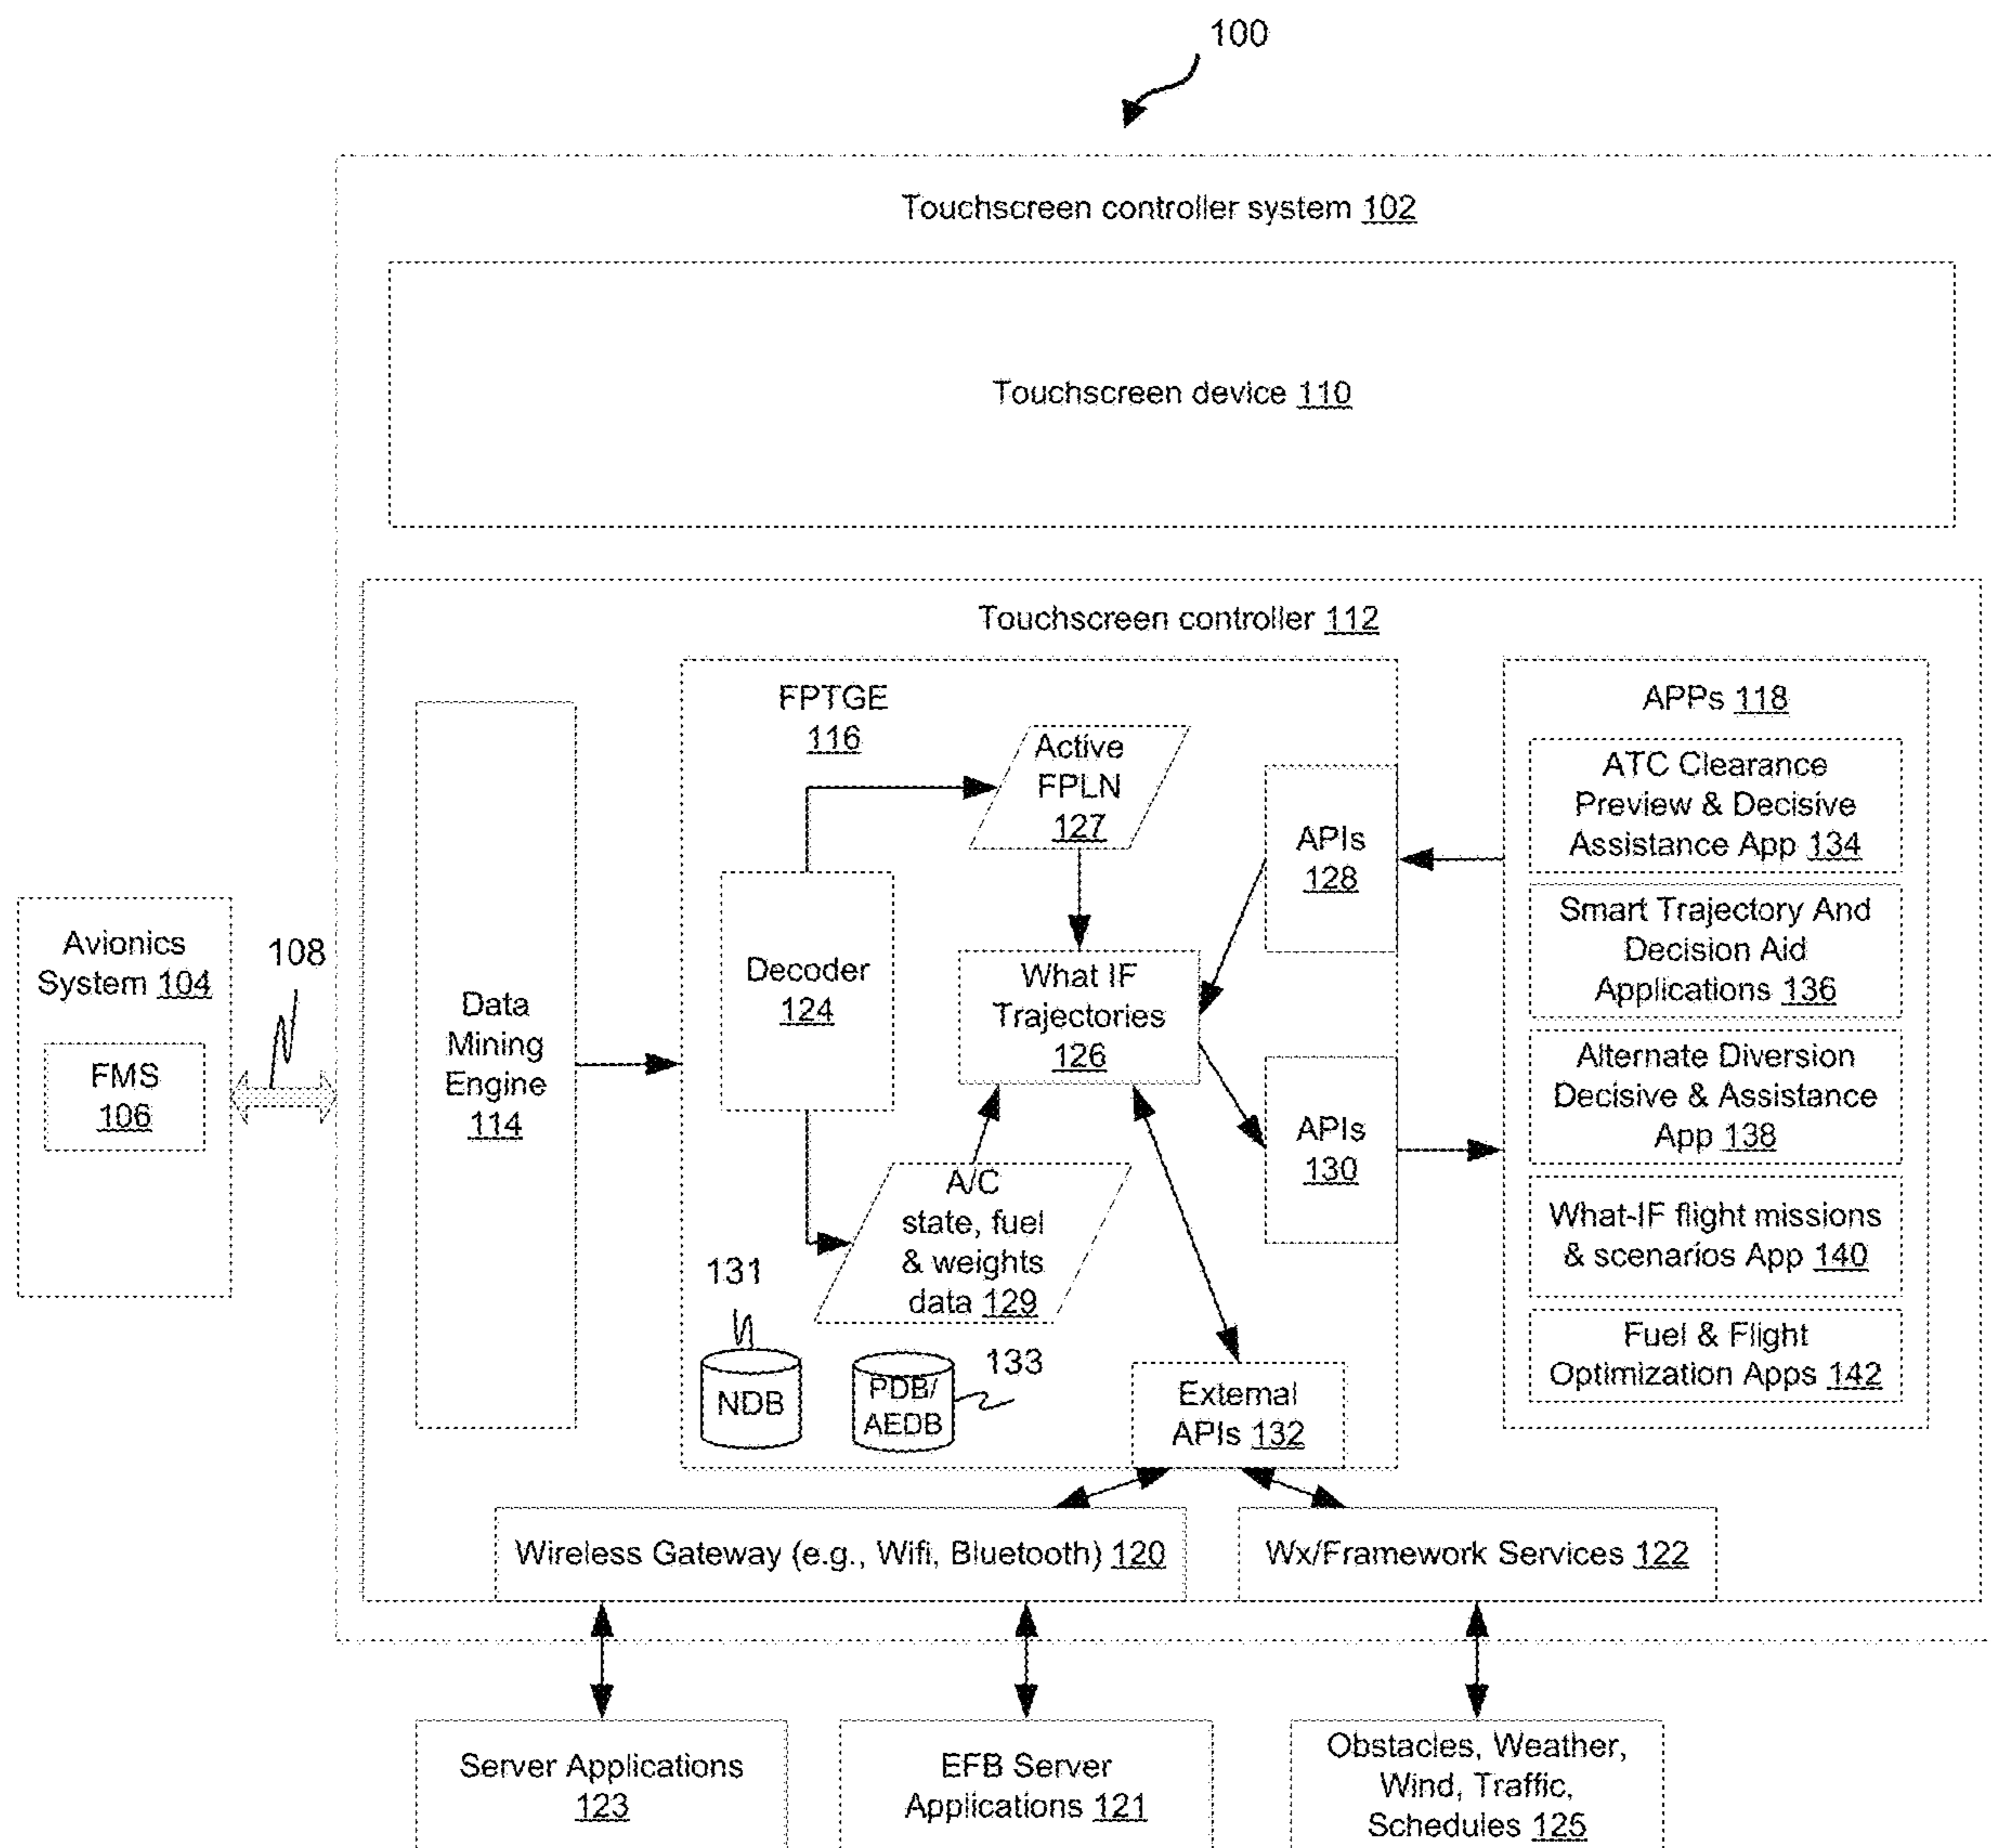 100
Touchscreen controller system 102
Touchscreen device 110
Touchscreen controller 112
Avionics
System 104
FMS
106
108
Data
Mining
Engine
114
FPTGE
116
Decoder
124
Active
FPLN
127
What IF
Trajectories
126
A/C
state, fuel
& weights
data 129
131
NDB
PDB/
AEDB
133
APIs
128
APIs
130
External
APIs 132
APPs 118
ATC Clearance
Preview & Decisive
Assistance App 134
Smart Trajectory And
Decision Aid
Applications 136
Alternate Diversion
Decisive & Assistance
App 138
What-IF flight missions
& scenarios App 140
Fuel & Flight
Optimization Apps 142
Wireless Gateway (e.g., Wifi, Bluetooth) 120
Wx/Framework Services 122
Server Applications
123
EFB Server
Applications 121
Obstacles, Weather,
Wind, Traffic,
Schedules 125